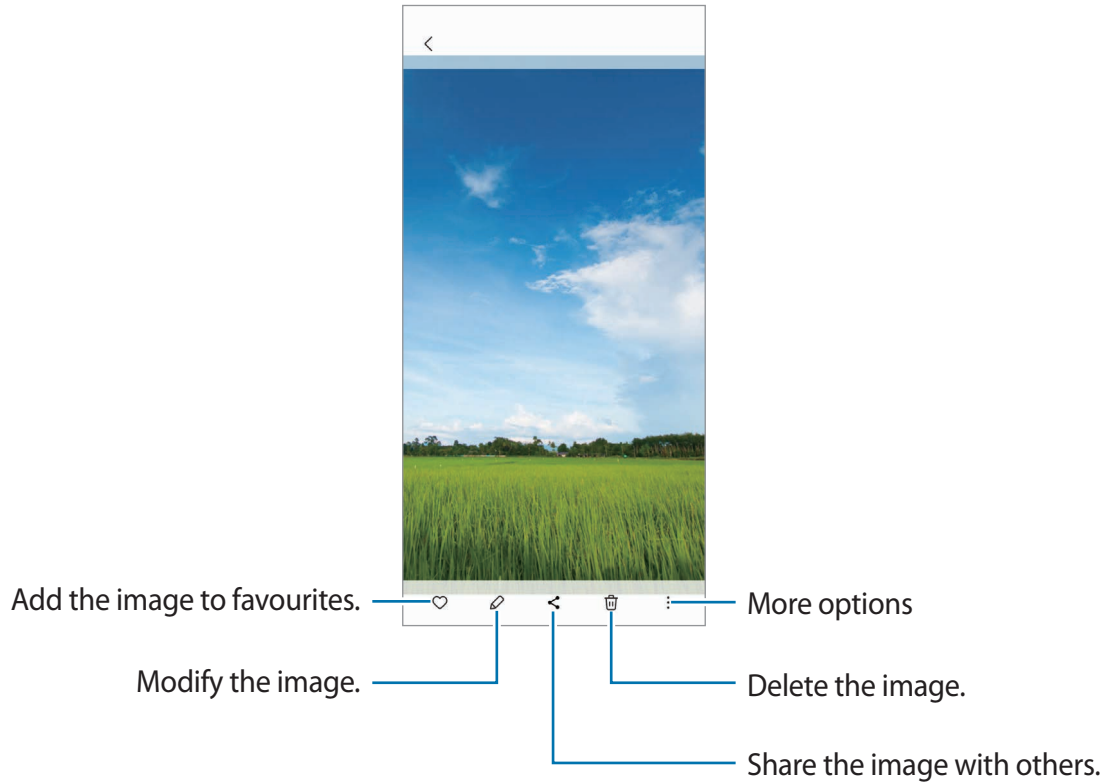 Add the image to favourites.
More options
Modify the image.
Delete the image.
Share the image with others.